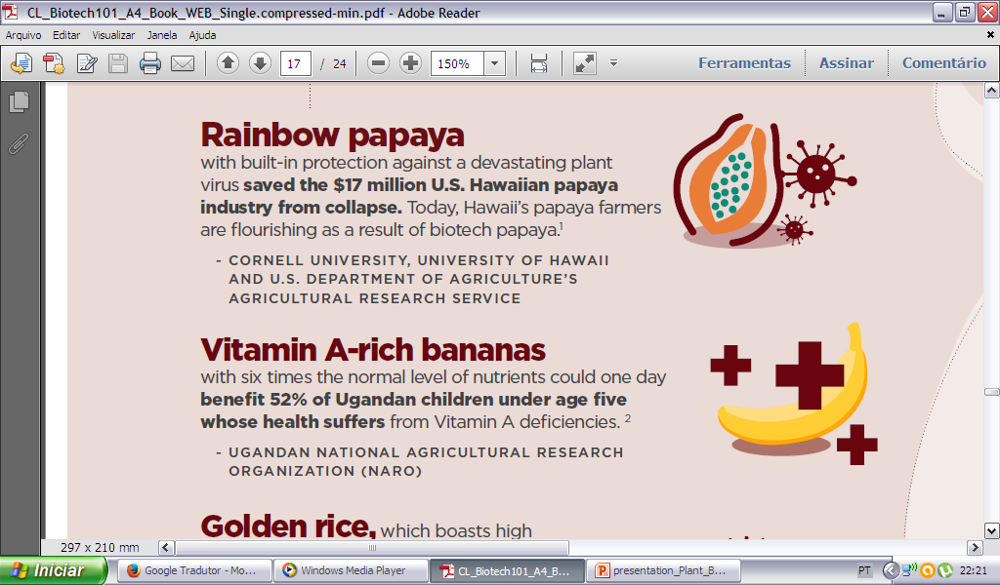 CL_Biotech101_A4_Book_WEB_Single.compressed-min.pdf - Adobe Reader
Arquivo Editar Visualizar Janela Ajuda
17 / 24 150% Ferramentas Assinar Comentário
Rainbow papaya
with built-in protection against a devastating plant
virus saved the $17 million U.S. Hawaiian papaya
industry from collapse. Today, Hawaii's papaya farmers
are flourishing as a result of biotech papaya.¹
- CORNELL UNIVERSITY, UNIVERSITY OF HAWAII
AND U.S. DEPARTMENT OF AGRICULTURE'S
AGRICULTURAL RESEARCH SERVICE
Vitamin A-rich bananas
with six times the normal level of nutrients could one day
benefit 52% of Ugandan children under age five
whose health suffers from Vitamin A deficiencies. ²
- UGANDAN NATIONAL AGRICULTURAL RESEARCH
ORGANIZATION (NARO)
Golden rice, which boasts high
297 x 210 mm
Iniciar Google Tradutor - Mo... Windows Media Player CL_Biotech101_A4_B... presentation_Plant_B... PT 22:21